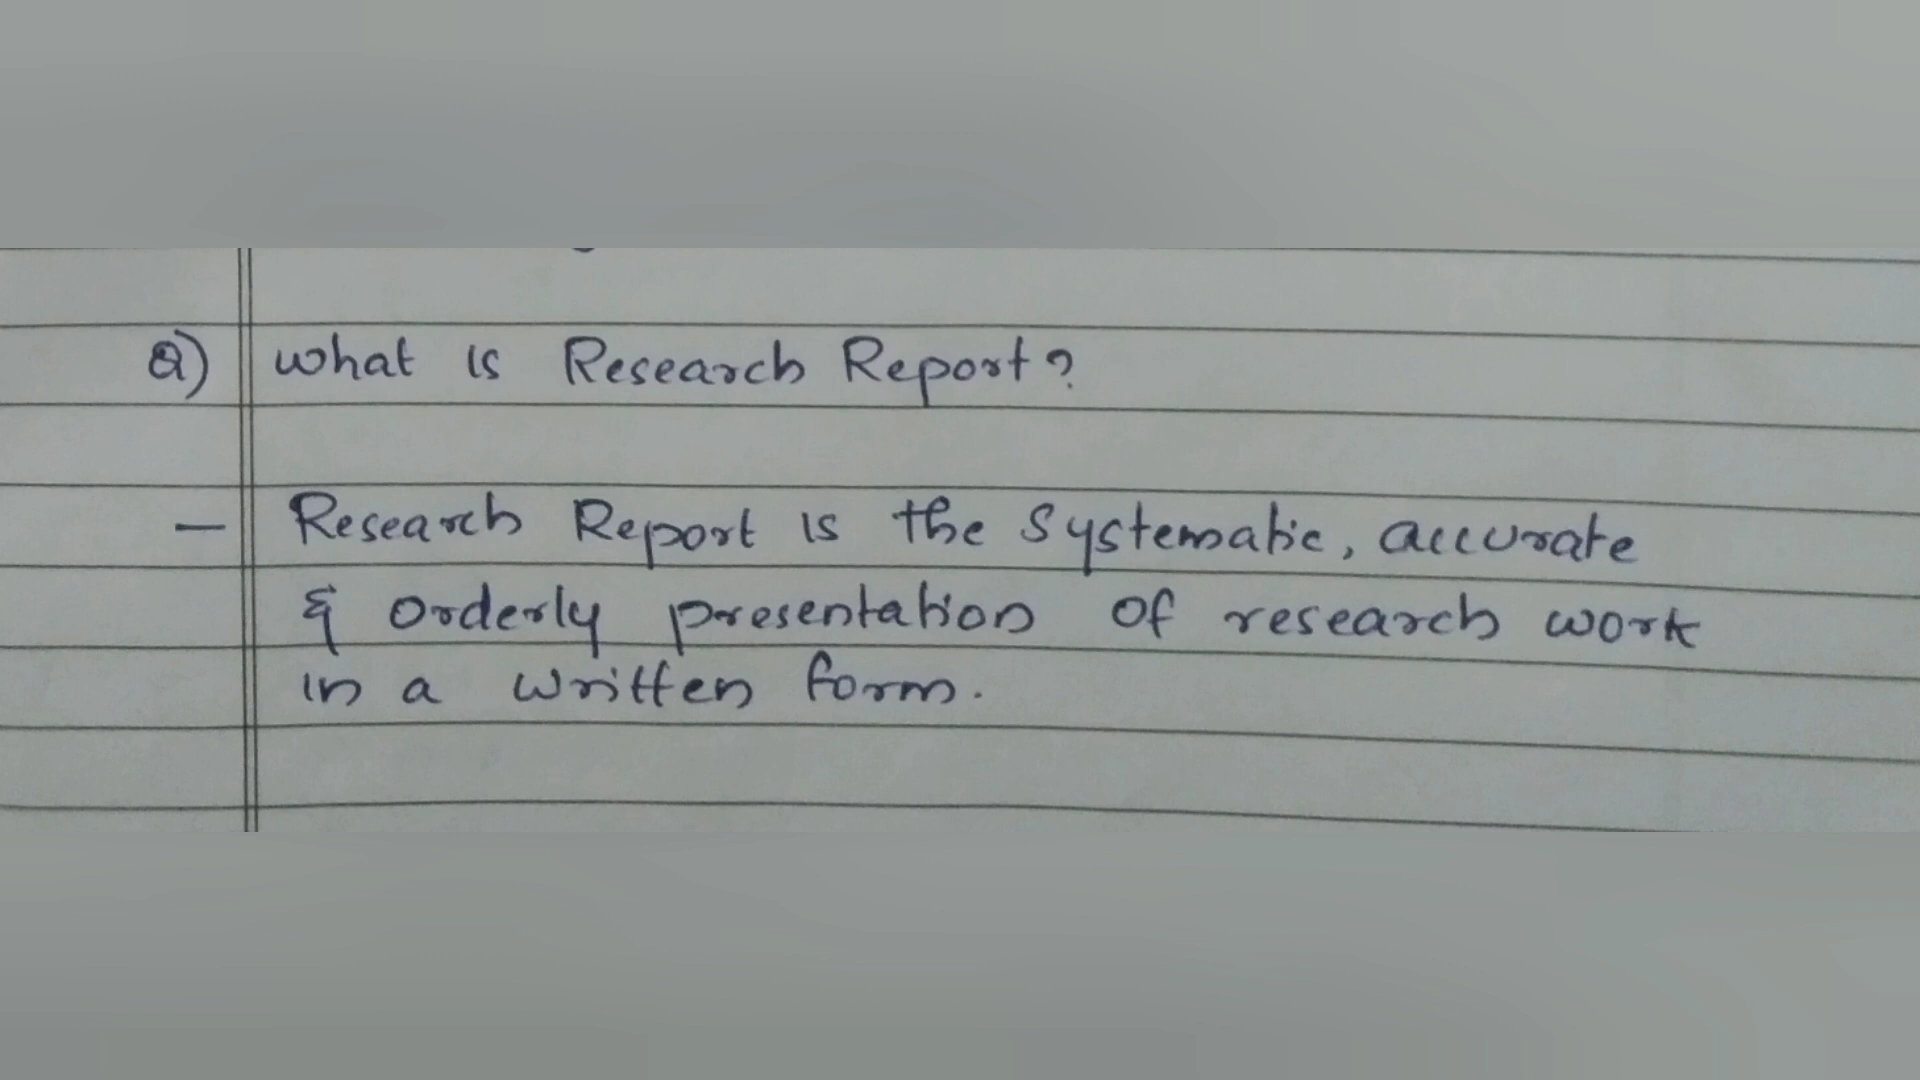 Q) What is Research Report?
— Research Report is the Systematic, accurate
& Orderly presentation of research work
in a written form.